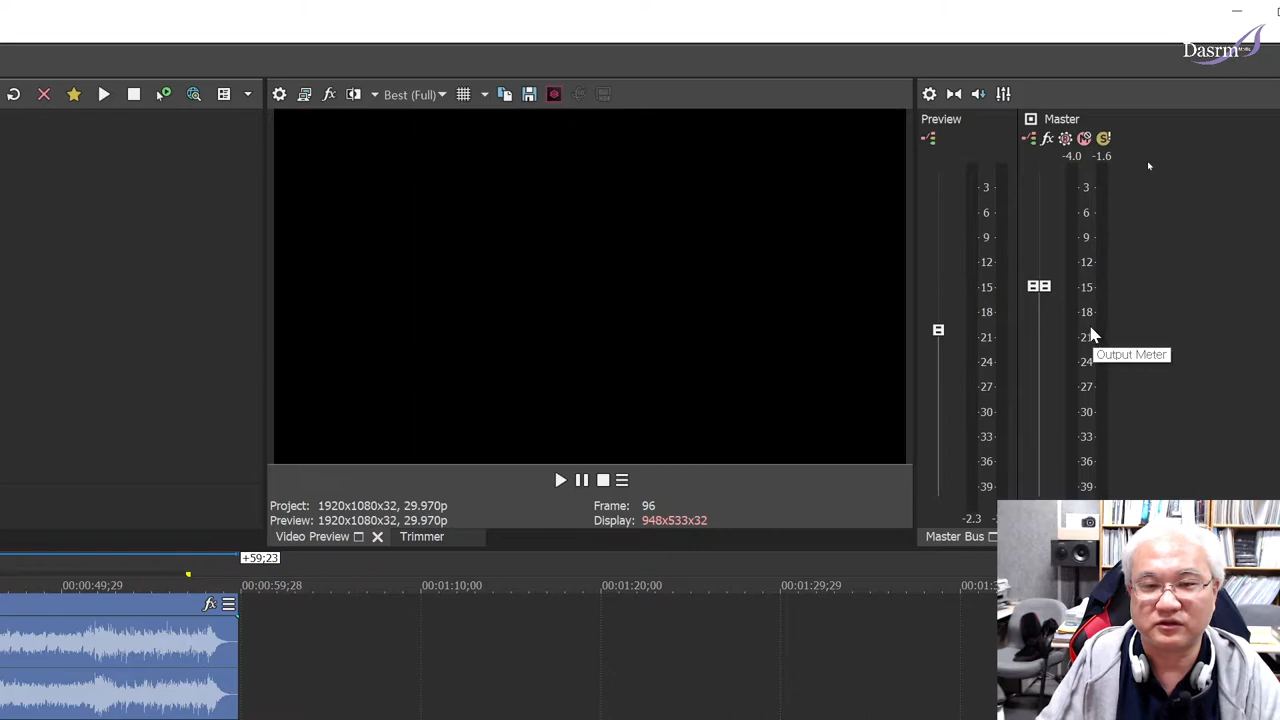 Dasrm
Best (Full)
Preview
Master
-4.0 -1.6
3 3
6 6
9 9
12 12
15 15
18 18
21 21
24 24
27 27
30 30
33 33
36 36
39 39
Output Meter
Project: 1920x1080x32, 29.970p
Frame: 96
Preview: 1920x1080x32, 29.970p
Display: 948x533x32
-2.3
Video Preview
Trimmer
Master Bus
+59;23
00:00:49;29
00:00:59;28
00:01:10;00
00:01:20;00
00:01:29;29
fx